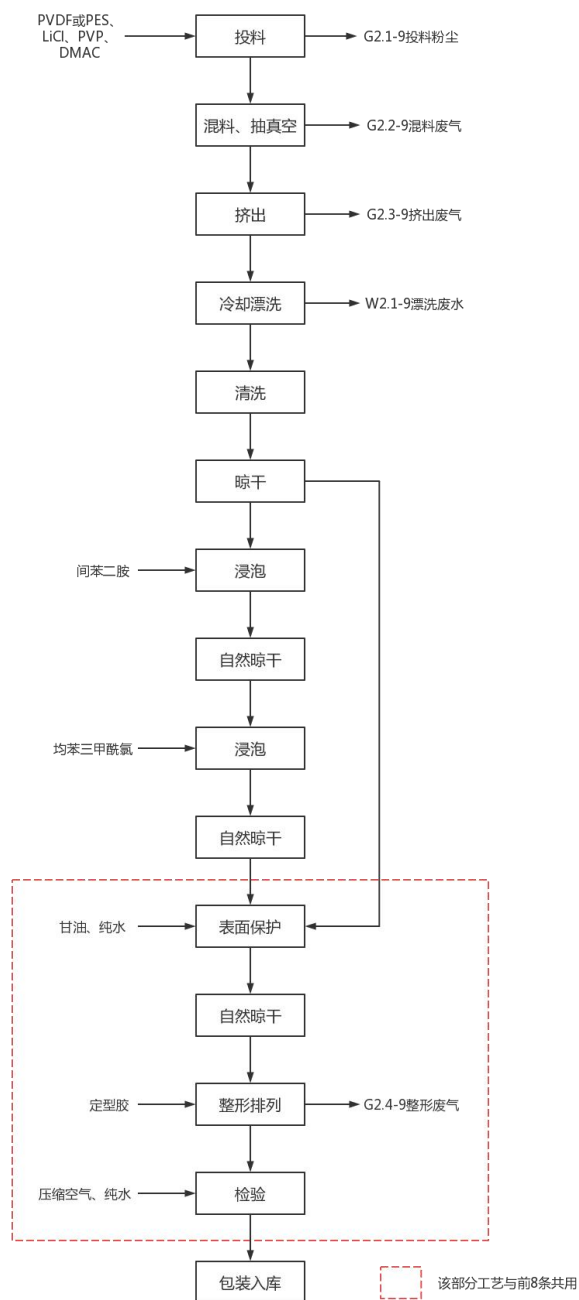 PVDF或PES、
LiCl、PVP、
DMAC
投料
G2.1-9投料粉尘
混料、抽真空
G2.2-9混料废气
挤出
G2.3-9挤出废气
冷却漂洗
W2.1-9漂洗废水
清洗
晾干
间苯二胺
浸泡
自然晾干
均苯三甲酰氯
浸泡
自然晾干
甘油、纯水
表面保护
自然晾干
定型胶
整形排列
G2.4-9整形废气
压缩空气、纯水
检验
包装入库
该部分工艺与前8条共用